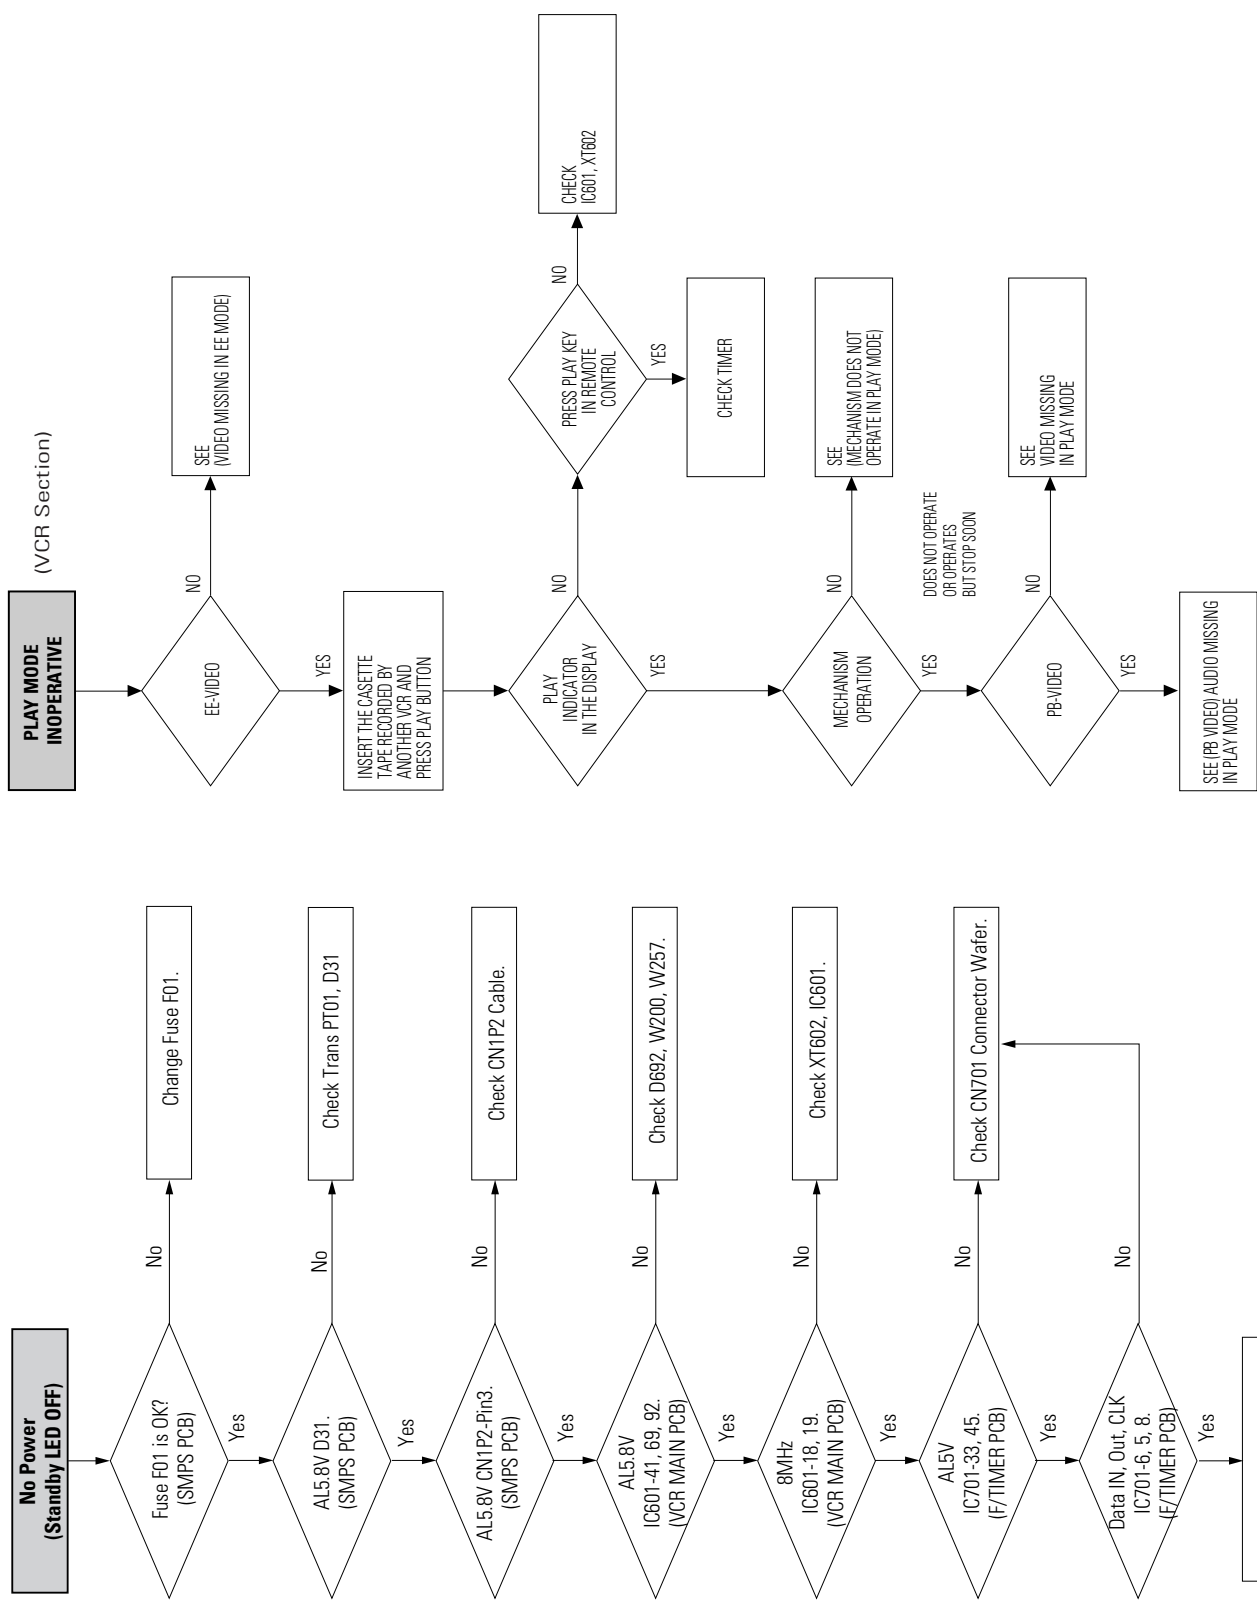 No Power
(Standby LED OFF)
Fuse F01 is OK?
(SMPS PCB)
No
Change Fuse F01.
Yes
AL5.8V D31.
(SMPS PCB)
No
Check Trans PT01, D31
Yes
AL5.8V CN1P2-Pin3.
(SMPS PCB)
No
Check CN1P2 Cable.
Yes
AL5.8V
IC601-41, 69, 92.
(VCR MAIN PCB)
No
Check D692, W200, W257.
Yes
8MHz
IC601-18, 19.
(VCR MAIN PCB)
No
Check XT602, IC601.
Yes
AL5V
IC701-33, 45.
(F/TIMER PCB)
No
Check CN701 Connector Wafer.
Yes
Data IN, Out, CLK
IC701-6, 5, 8.
(F/TIMER PCB)
No
Yes
PLAY MODE
INOPERATIVE
(VCR Section)
EE-VIDEO
NO
SEE
(VIDEO MISSING IN EE MODE)
YES
INSERT THE CASETTE
TAPE RECORDED BY
ANOTHER VCR AND
PRESS PLAY BUTTON
PLAY
INDICATOR
IN THE DISPLAY
NO
PRESS PLAY KEY
IN REMOTE
CONTROL
NO
CHECK
IC601, XT602
YES
CHECK TIMER
YES
MECHANISM
OPERATION
NO
SEE
(MECHANISM DOES NOT
OPERATE IN PLAY MODE)
DOES NOT OPERATE
OR OPERATES
BUT STOP SOON
YES
PB-VIDEO
NO
SEE
VIDEO MISSING
IN PLAY MODE
YES
SEE (PB VIDEO) AUDIO MISSING
IN PLAY MODE